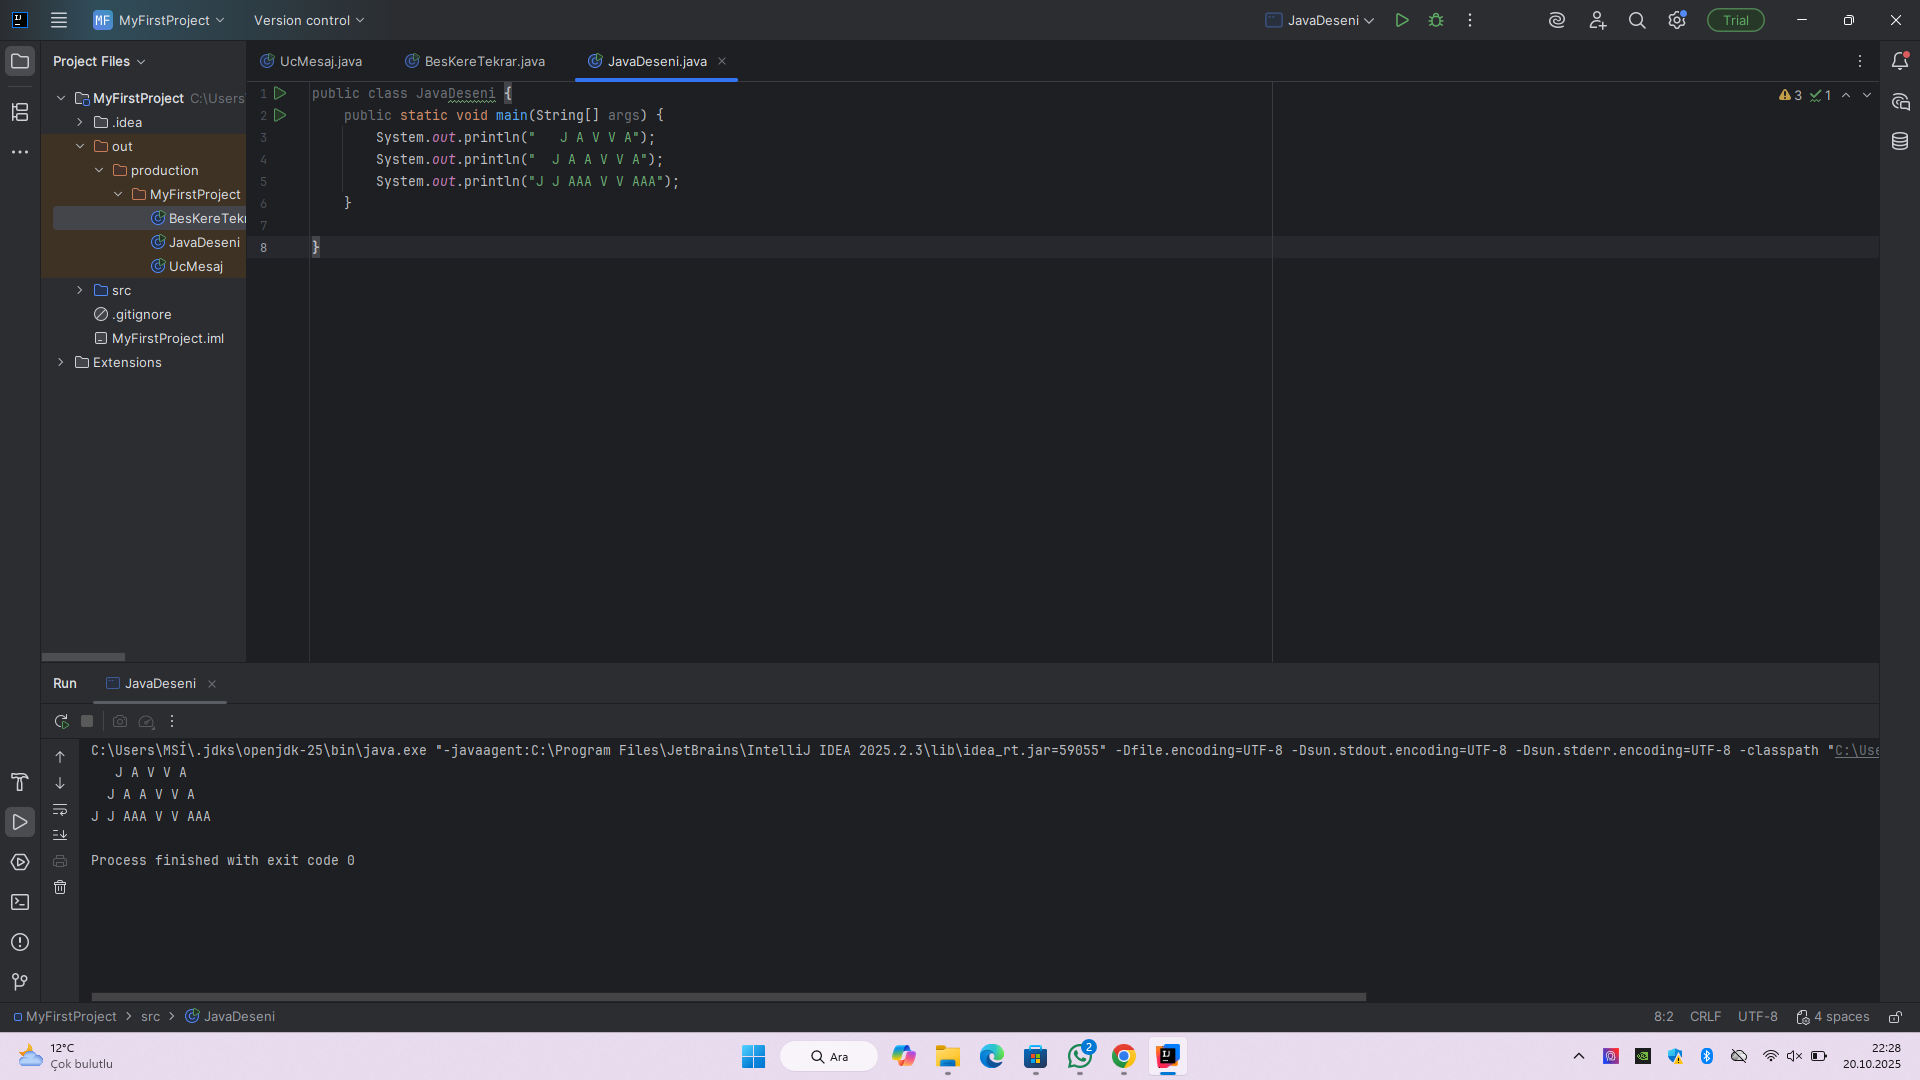 MF MyFirstProject Version control JavaDeseni Trial
Project Files
UcMesaj.java BesKereTekrar.java JavaDeseni.java
MyFirstProject C:\Users
.idea
out
production
MyFirstProject
BesKereTekr
JavaDeseni
UcMesaj
src
.gitignore
MyFirstProject.iml
Extensions
1 public class JavaDeseni {
2     public static void main(String[] args) {
3         System.out.println("   J A V V A");
4         System.out.println("  J A A V V A");
5         System.out.println("J J AAA V V AAA");
6     }
7
8 }
3 1
Run JavaDeseni
C:\Users\MSİ\.jdks\openjdk-25\bin\java.exe "-javaagent:C:\Program Files\JetBrains\IntelliJ IDEA 2025.2.3\lib\idea_rt.jar=59055" -Dfile.encoding=UTF-8 -Dsun.stdout.encoding=UTF-8 -Dsun.stderr.encoding=UTF-8 -classpath "C:\Use
   J A V V A
  J A A V V A
J J AAA V V AAA
Process finished with exit code 0
MyFirstProject > src > JavaDeseni 8:2 CRLF UTF-8 4 spaces
12°C
Çok bulutlu
Ara
2
22:28
20.10.2025